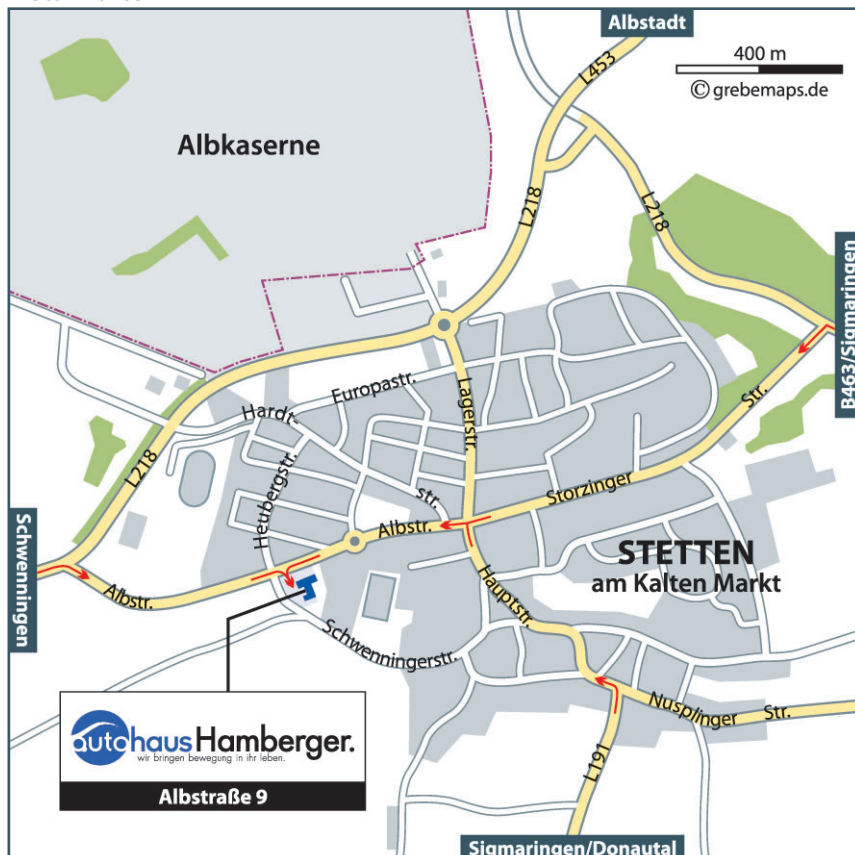 Albstadt
400 m
© grebemaps.de
L453
Albkaserne
L218
L218
B463/Sigmaringen
Europastr.
Hardt-
str.
Lagerstr.
Str.
Storzinger
L218
Heubergstr.
Albstr.
Schwenningen
Albstr.
STETTEN
am Kalten Markt
Hauptstr.
Schwenningerstr.
Nusplinger Str.
L191
autohaus Hamberger.
wir bringen bewegung in ihr leben.
Albstraße 9
Sigmaringen/Donautal